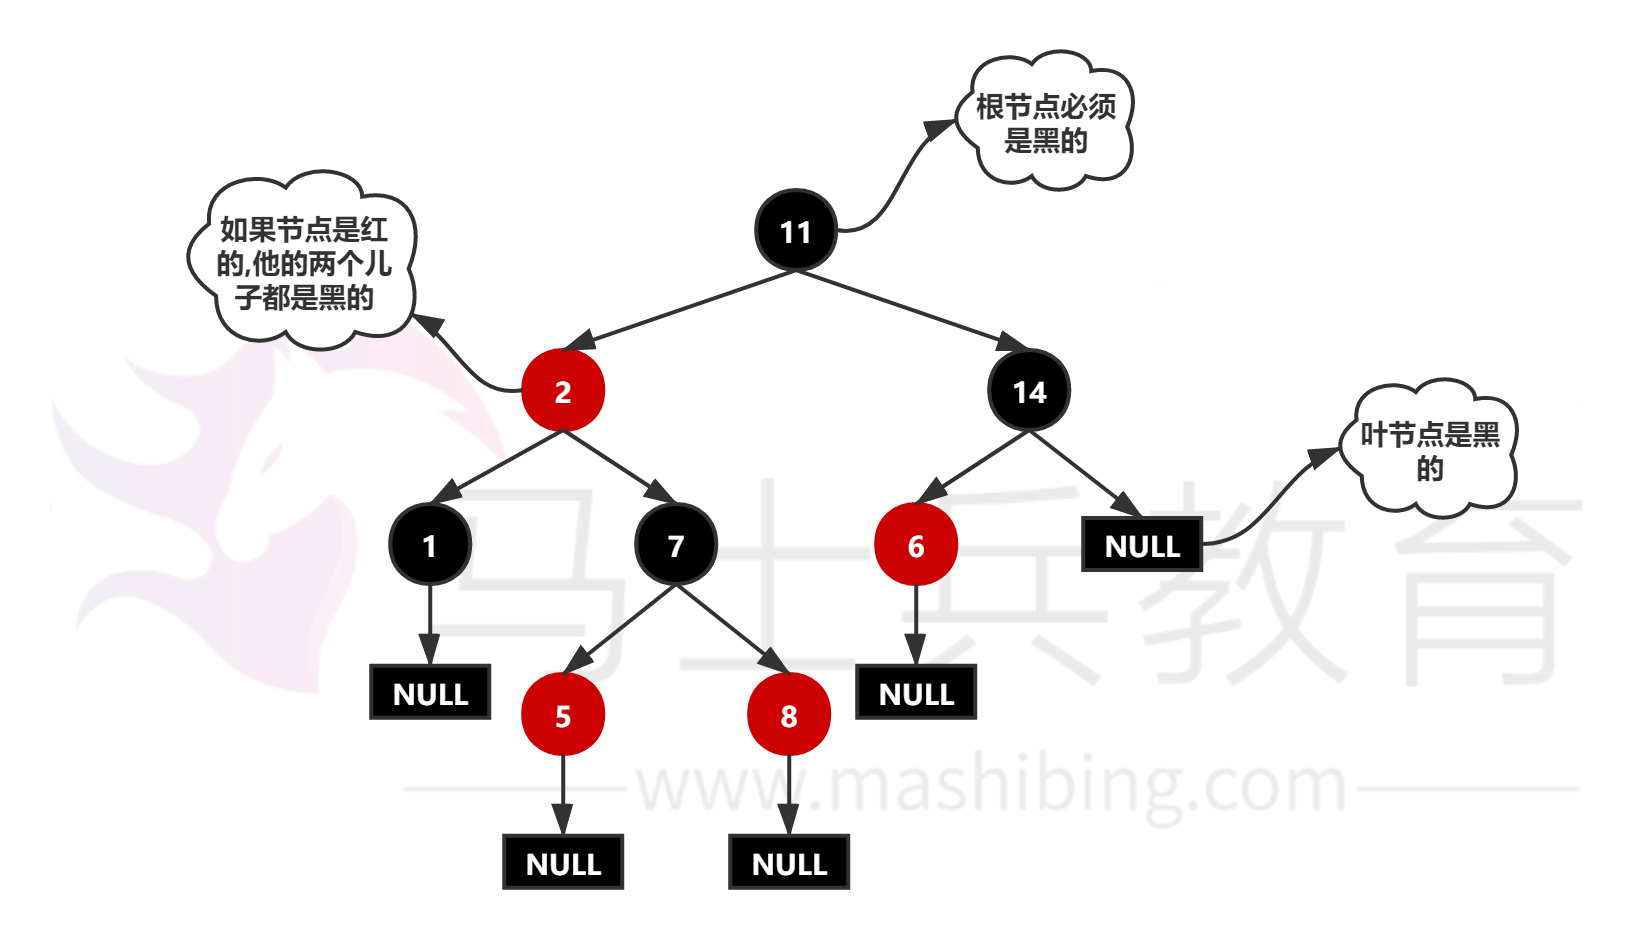 根节点必须
是黑的
11
如果节点是红
的,他的两个儿
子都是黑的
2
14
叶节点是黑
的
1
7
6
NULL
NULL
5
8
NULL
NULL
NULL
马士兵教育
www.mashibing.com